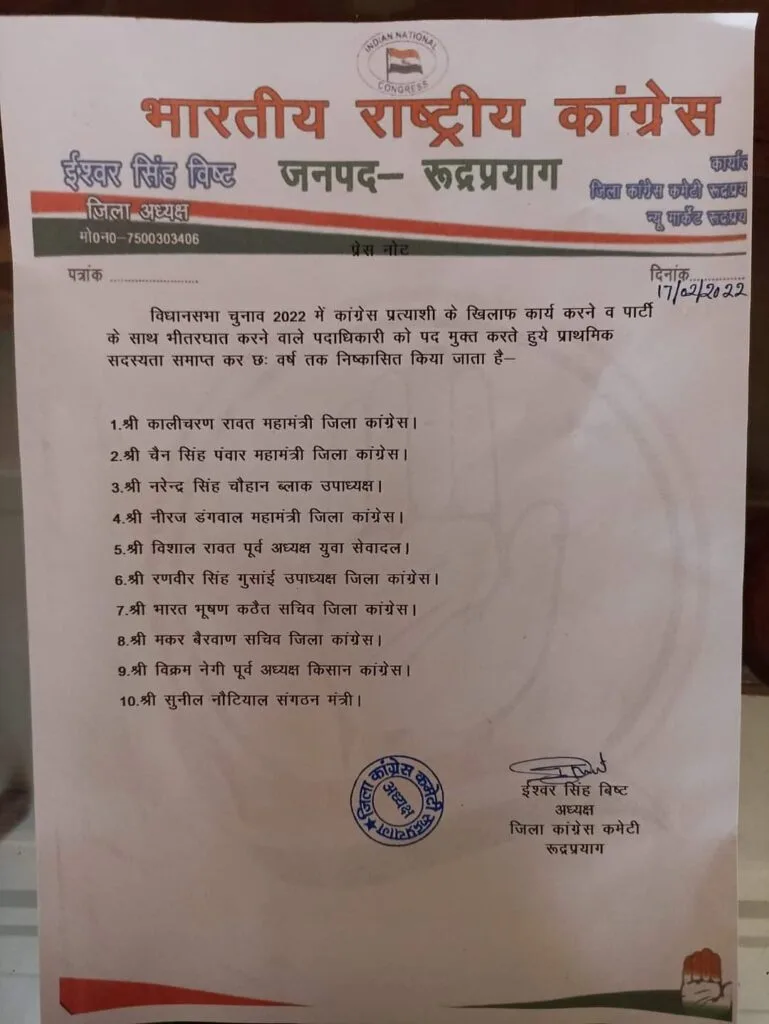 INDIAN NATIONAL
CONGRESS
भारतीय राष्ट्रीय कांग्रेस
ईश्वर सिंह विष्ट
जनपद– रूद्रप्रयाग
कार्याल
जिला अध्यक्ष
जिला कांग्रेस कमेटी रूद्रप्रय
मो0न0–7500303406
न्यू मार्केट रूद्रप्रय
प्रेस नोट
पत्रांक ........................
दिनांक...............
17/02/2022
विधानसभा चुनाव 2022 में कांग्रेस प्रत्याशी के खिलाफ कार्य करने व पार्टी
के साथ भीतरघात करने वाले पदाधिकारी को पद मुक्त करते हुये प्राथमिक
सदस्यता समाप्त कर छः वर्ष तक निष्कासित किया जाता है–
1.श्री कालीचरण रावत महामंत्री जिला कांग्रेस।
2.श्री चैन सिंह पंवार महामंत्री जिला कांग्रेस।
3.श्री नरेन्द्र सिंह चौहान ब्लाक उपाध्यक्ष।
4.श्री नीरज डंगवाल महामंत्री जिला कांग्रेस।
5.श्री विशाल रावत पूर्व अध्यक्ष युवा सेवादल।
6.श्री रणवीर सिंह गुसांई उपाध्यक्ष जिला कांग्रेस।
7.श्री भारत भूषण कठैत सचिव जिला कांग्रेस।
8.श्री मकर बैरवाण सचिव जिला कांग्रेस।
9.श्री विक्रम नेगी पूर्व अध्यक्ष किसान कांग्रेस।
10.श्री सुनील नौटियाल संगठन मंत्री।
जिला कांग्रेस कमेटी रूद्रप्रयाग
अध्यक्ष
ईश्वर सिंह बिष्ट
अध्यक्ष
जिला कांग्रेस कमेटी
रूद्रप्रयाग